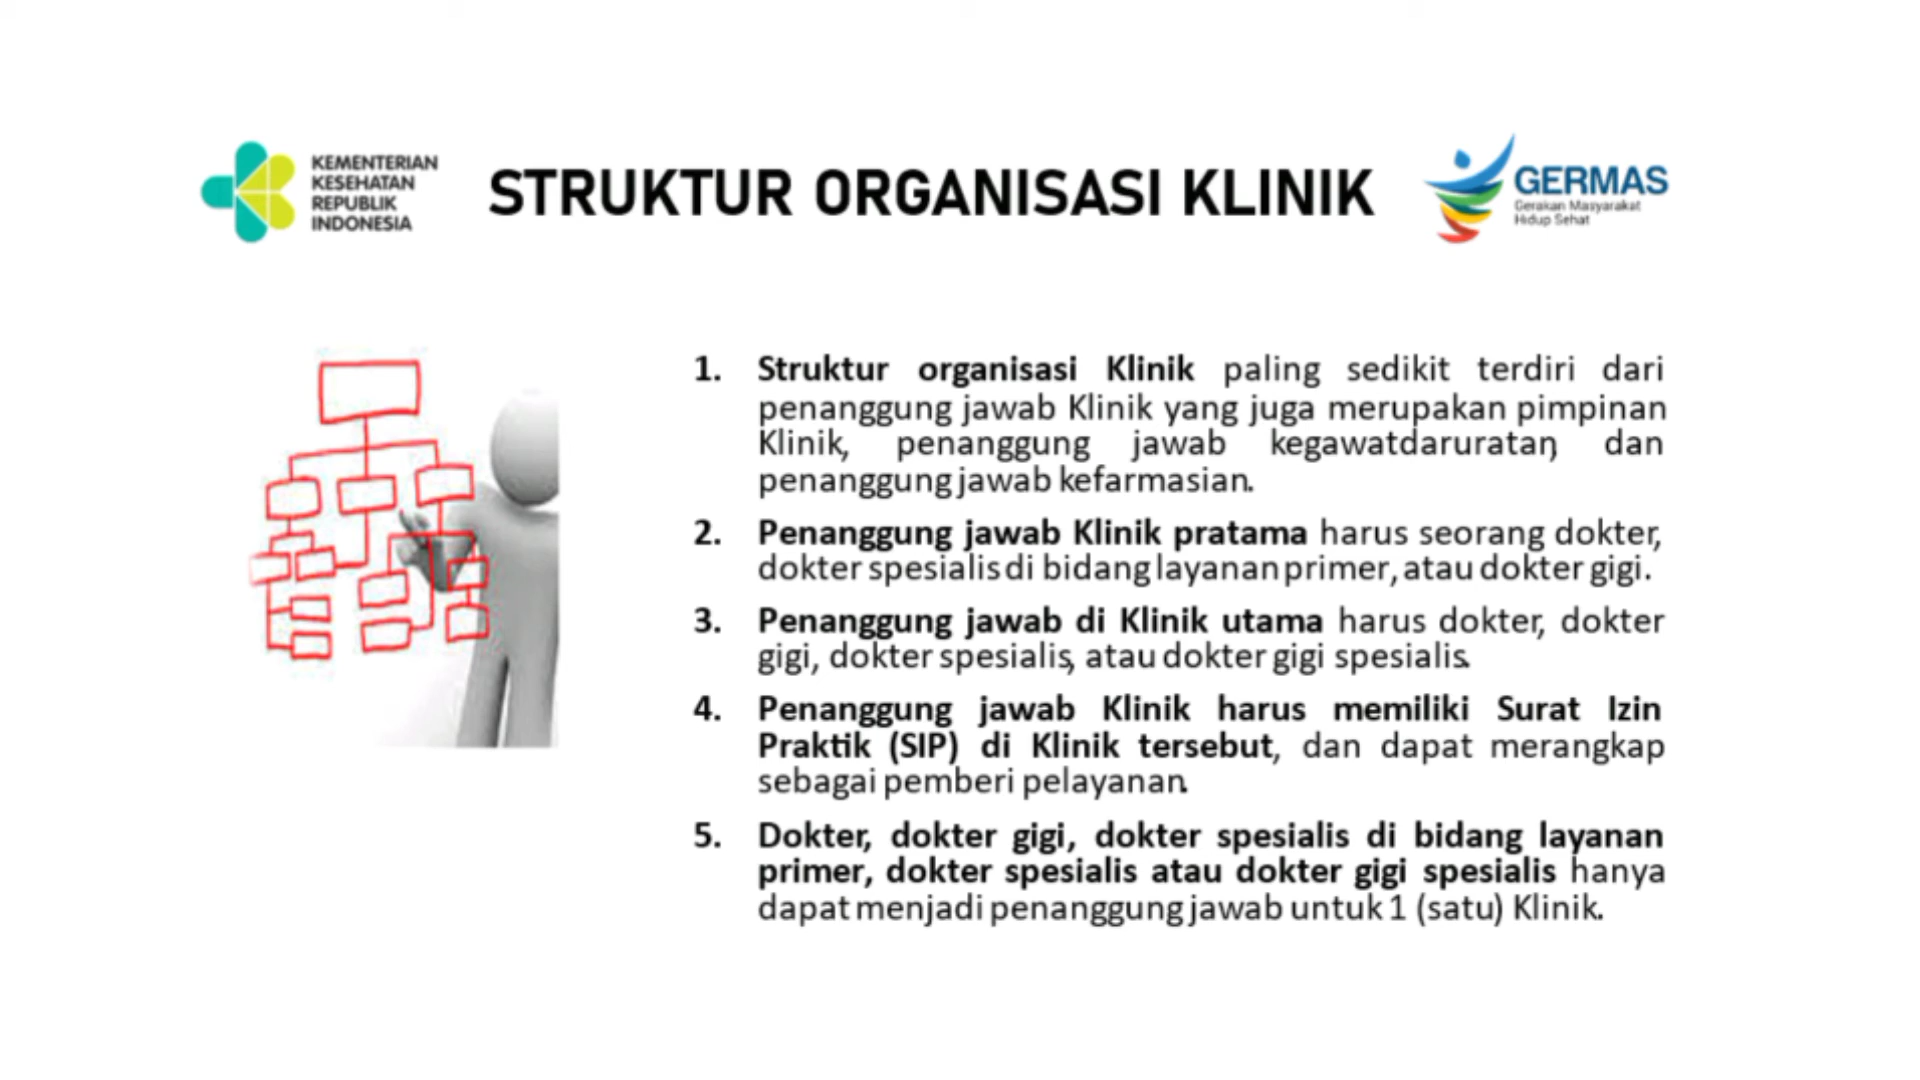 KEMENTERIAN
KESEHATAN
REPUBLIK
INDONESIA
STRUKTUR ORGANISASI KLINIK
GERMAS
Gerakan Masyarakat
Hidup Sehat
1. Struktur organisasi Klinik paling sedikit terdiri dari
penanggung jawab Klinik yang juga merupakan pimpinan
Klinik, penanggung jawab kegawatdaruratan, dan
penanggung jawab kefarmasian.
2. Penanggung jawab Klinik pratama harus seorang dokter,
dokter spesialis di bidang layanan primer, atau dokter gigi.
3. Penanggung jawab di Klinik utama harus dokter, dokter
gigi, dokter spesialis, atau dokter gigi spesialis.
4. Penanggung jawab Klinik harus memiliki Surat Izin
Praktik (SIP) di Klinik tersebut, dan dapat merangkap
sebagai pemberi pelayanan.
5. Dokter, dokter gigi, dokter spesialis di bidang layanan
primer, dokter spesialis atau dokter gigi spesialis hanya
dapat menjadi penanggung jawab untuk 1 (satu) Klinik.